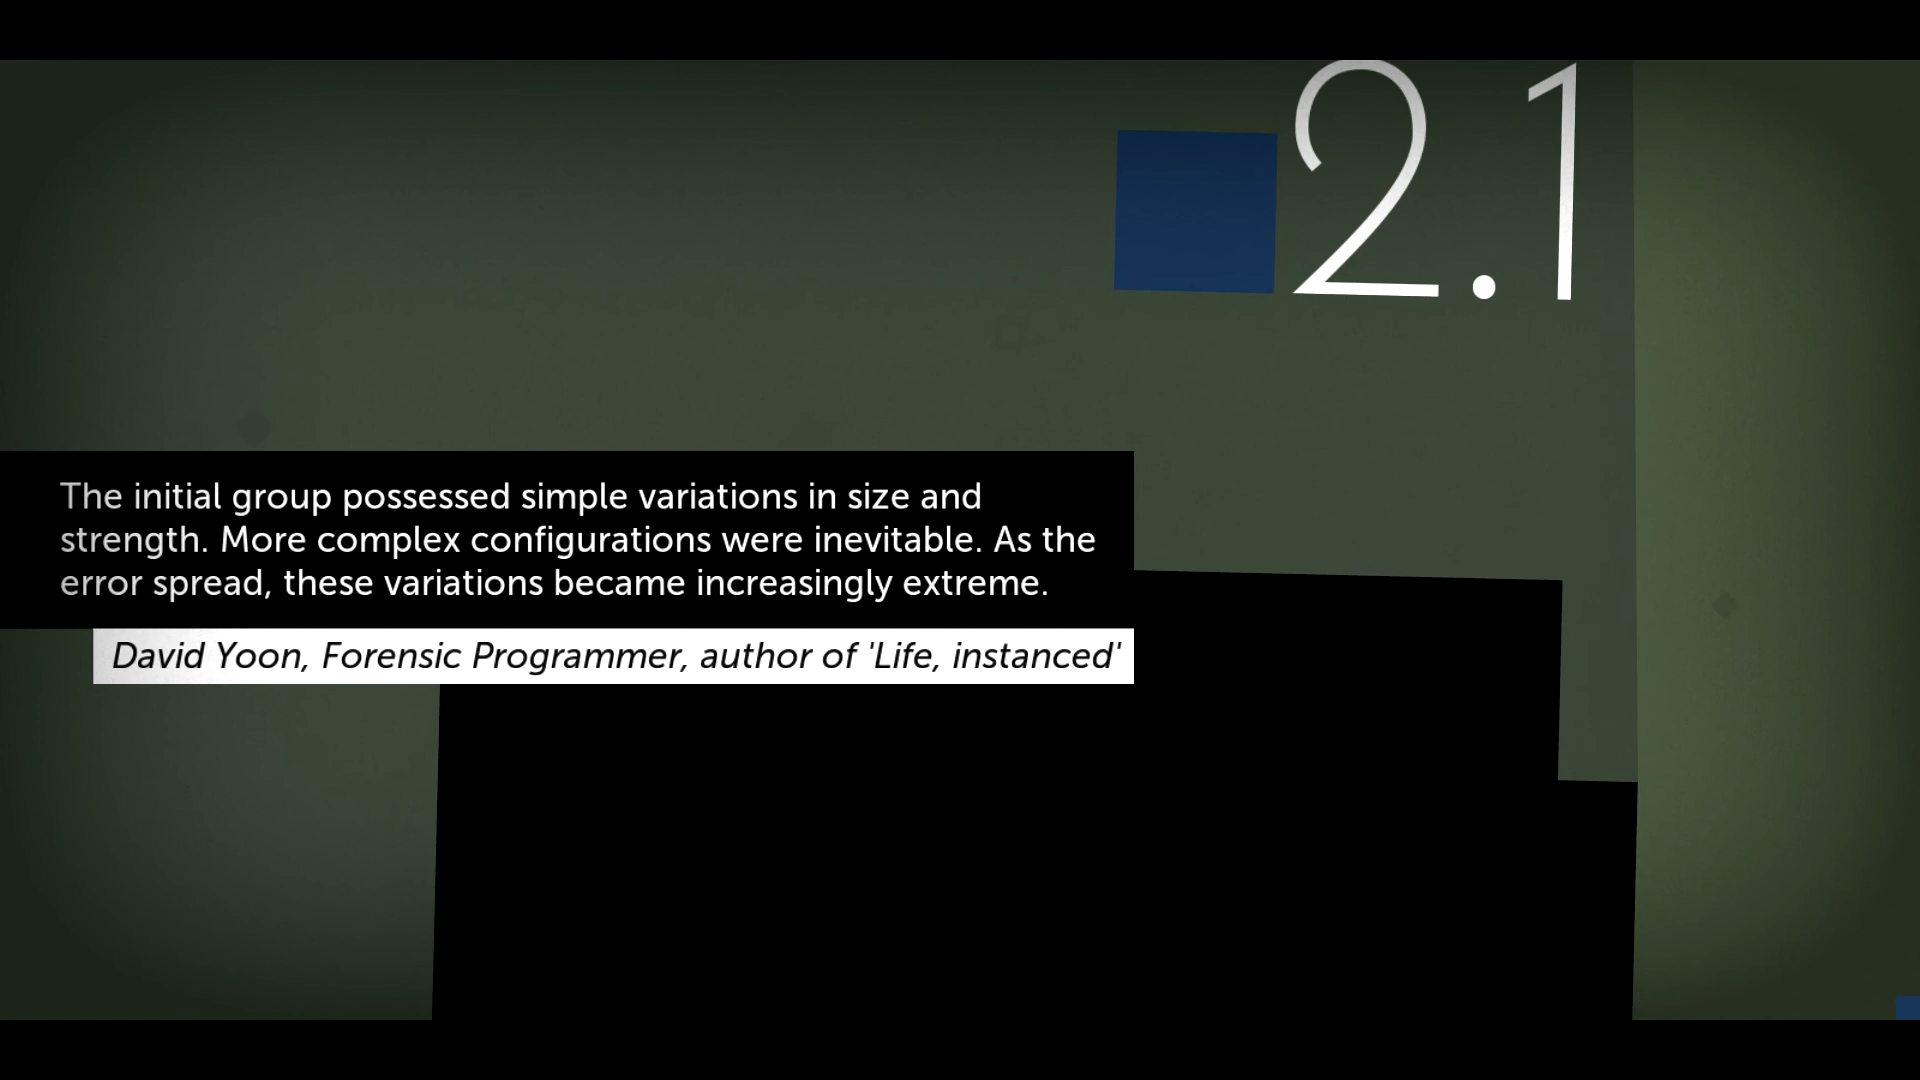 2.1
The initial group possessed simple variations in size and
strength. More complex configurations were inevitable. As the
error spread, these variations became increasingly extreme.
David Yoon, Forensic Programmer, author of 'Life, instanced'